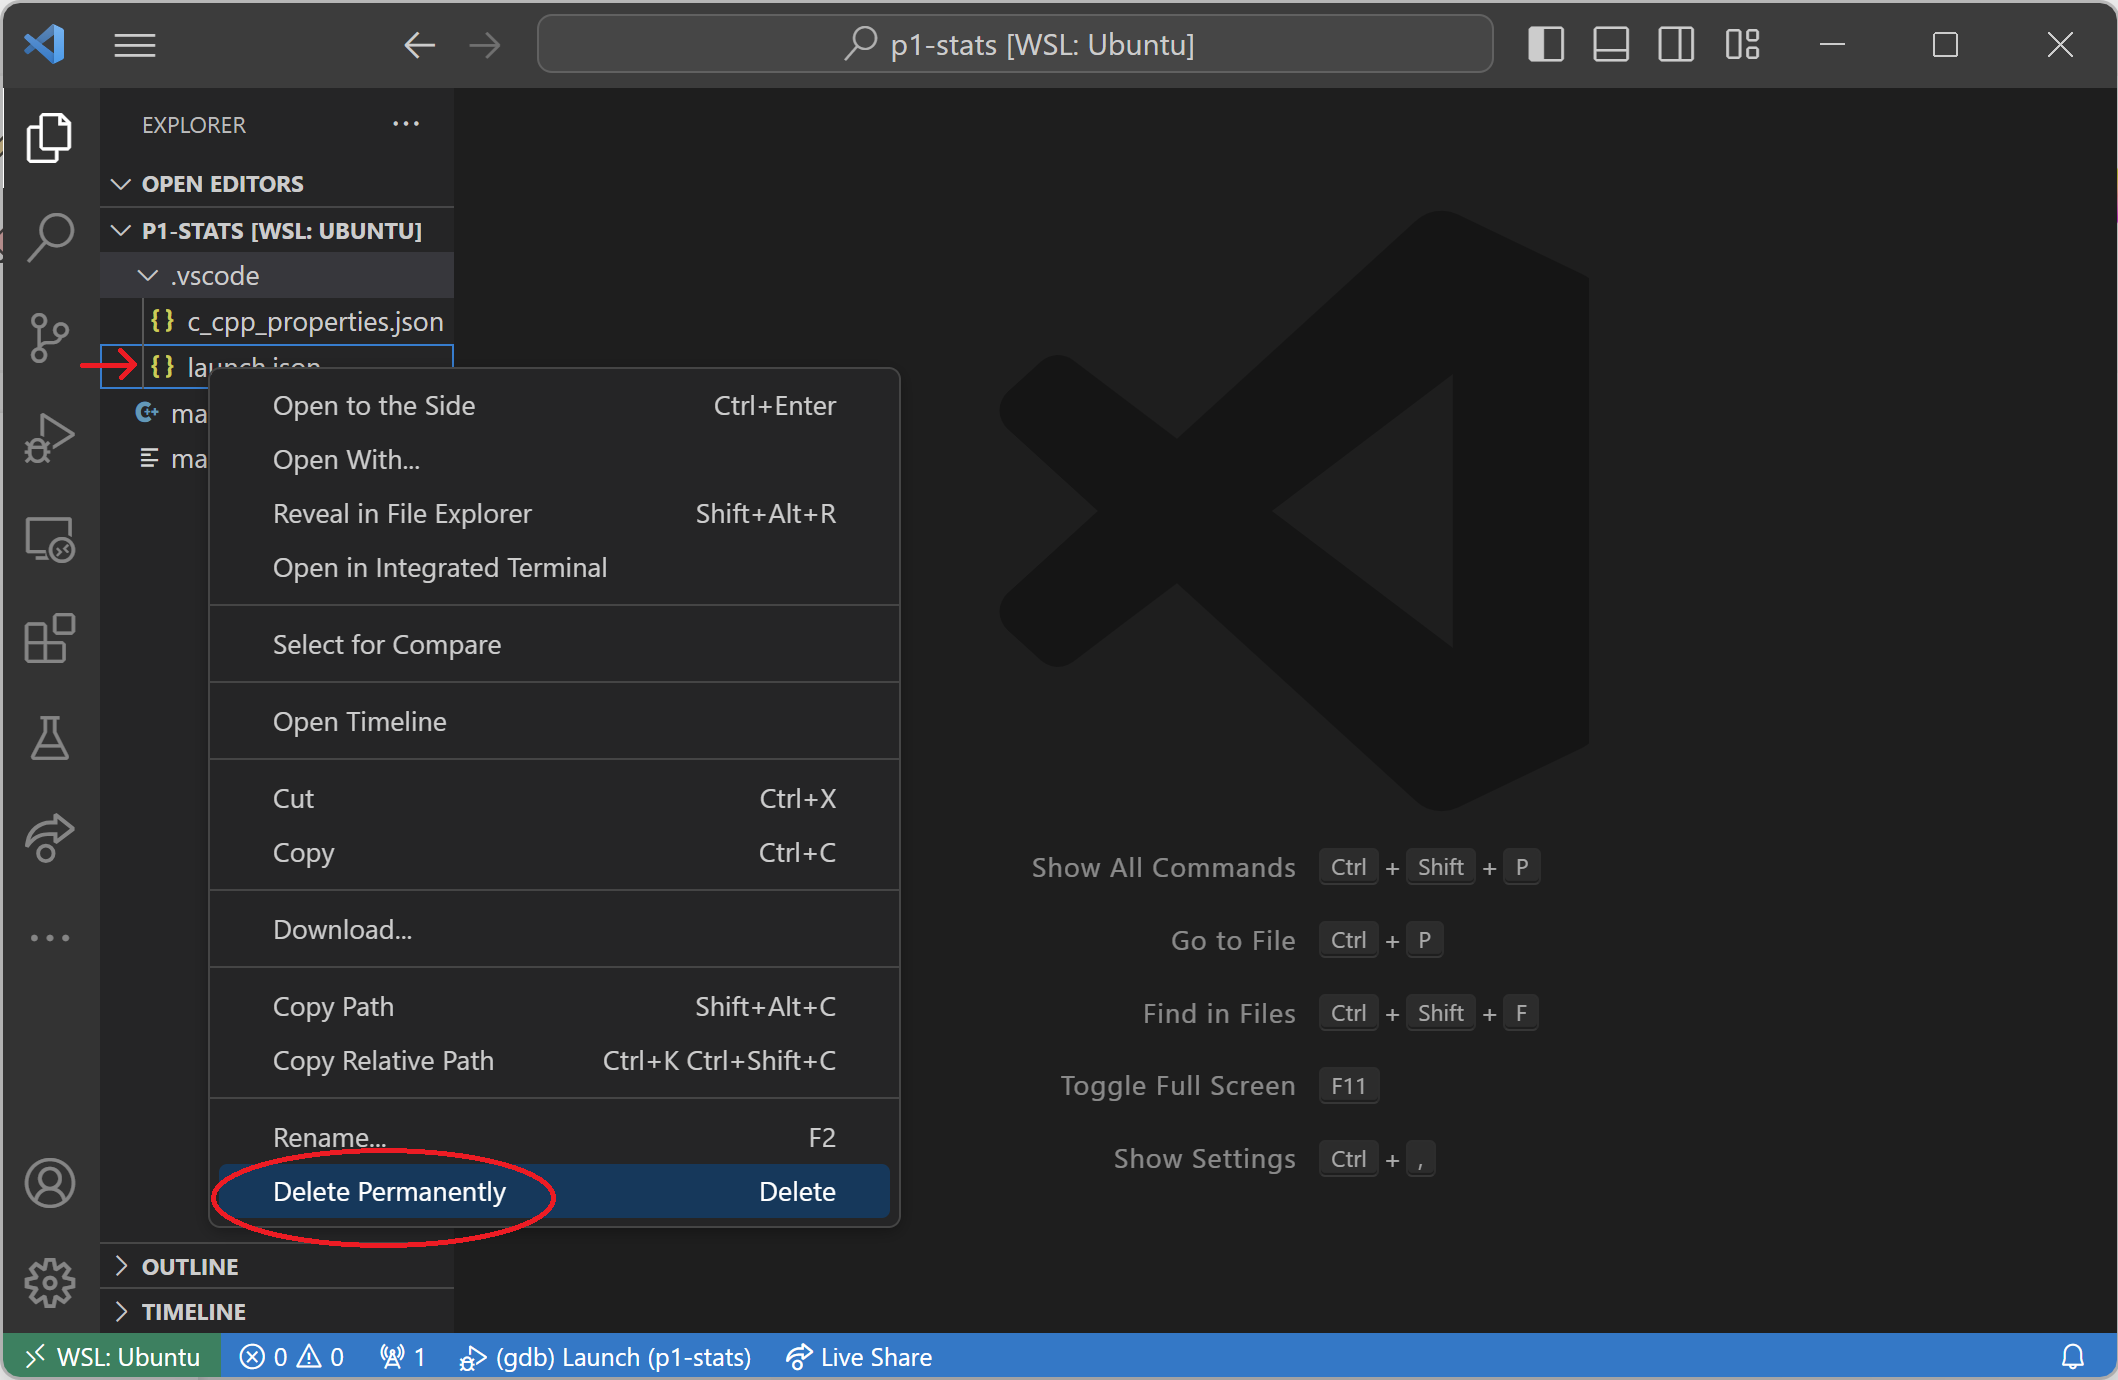 p1-stats [WSL: Ubuntu]
EXPLORER
OPEN EDITORS
P1-STATS [WSL: UBUNTU]
.vscode
{} c_cpp_properties.json
{} launch.json
ma
ma
Open to the Side Ctrl+Enter
Open With...
Reveal in File Explorer Shift+Alt+R
Open in Integrated Terminal
Select for Compare
Open Timeline
Cut Ctrl+X
Copy Ctrl+C
Download...
Copy Path Shift+Alt+C
Copy Relative Path Ctrl+K Ctrl+Shift+C
Rename... F2
Delete Permanently Delete
Show All Commands Ctrl + Shift + P
Go to File Ctrl + P
Find in Files Ctrl + Shift + F
Toggle Full Screen F11
Show Settings Ctrl + ,
OUTLINE
TIMELINE
WSL: Ubuntu 0 0 1 (gdb) Launch (p1-stats) Live Share